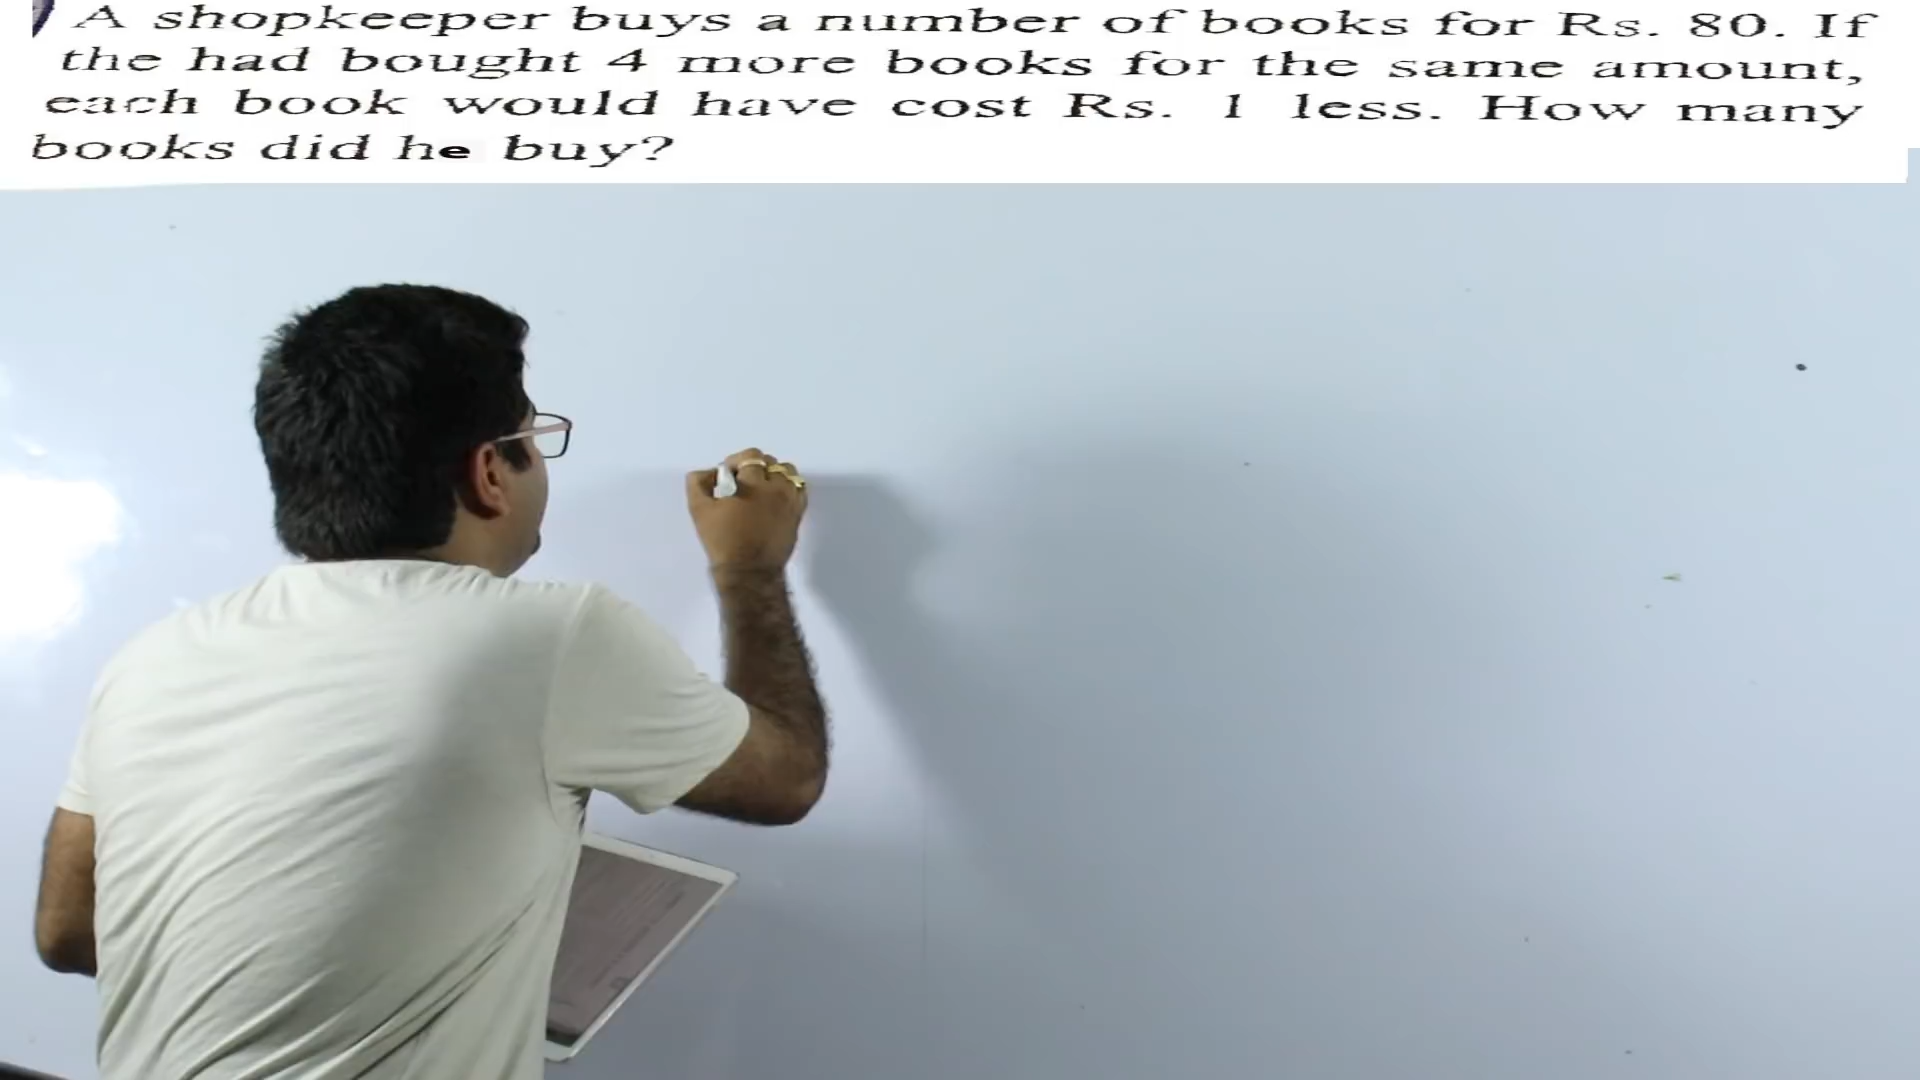 A shopkeeper buys a number of books for Rs. 80. If
the had bought 4 more books for the same amount,
each book would have cost Rs. 1 less. How many
books did he buy?